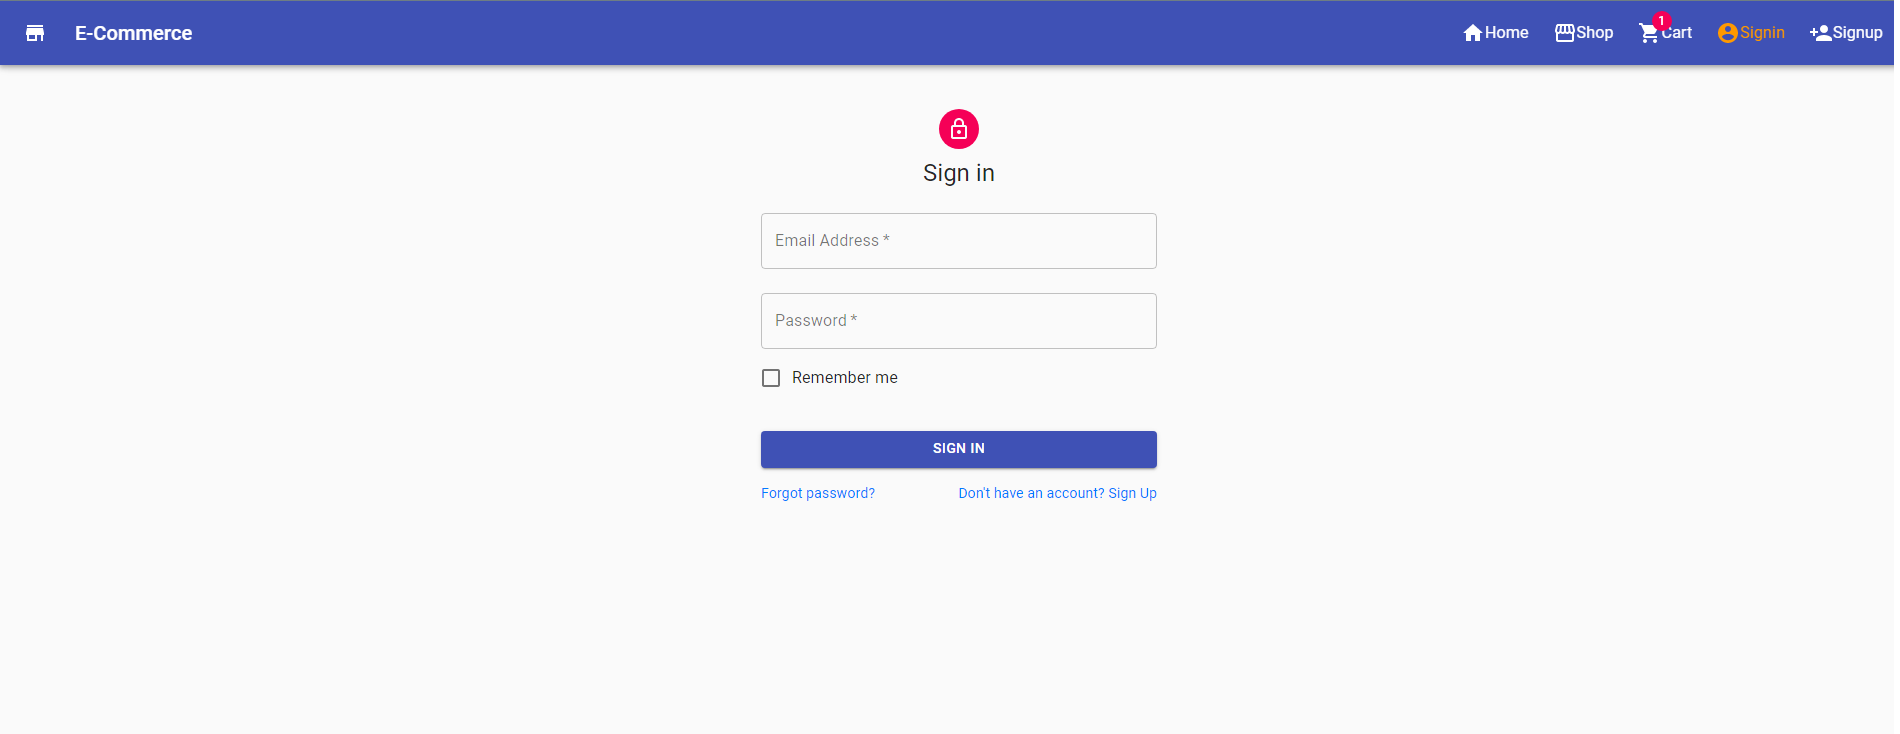 E-Commerce Home Shop 1 Cart Signin Signup
Sign in
Email Address *
Password *
Remember me
SIGN IN
Forgot password? Don't have an account? Sign Up